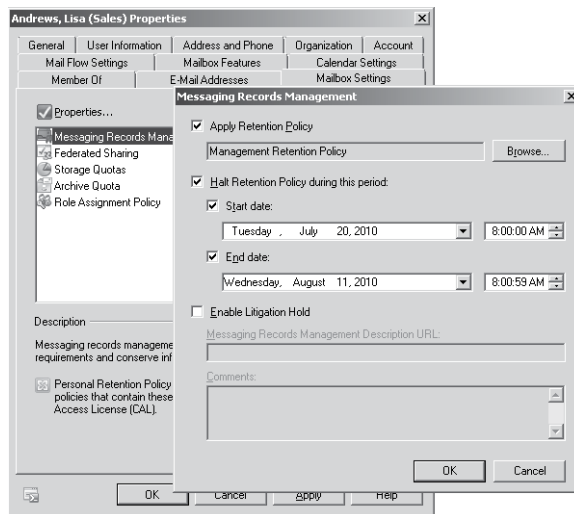 Andrews, Lisa (Sales) Properties
General
User Information
Address and Phone
Organization
Account
Mail Flow Settings
Mailbox Features
Calendar Settings
Member Of
E-Mail Addresses
Mailbox Settings
Properties...
Messaging Records Mana
Federated Sharing
Storage Quotas
Archive Quota
Role Assignment Policy
Description
Messaging records manageme
requirements and conserve inf
Personal Retention Policy
policies that contain these
Access License (CAL).
OK
Cancel
Apply
Help
Messaging Records Management
Apply Retention Policy
Management Retention Policy
Browse...
Halt Retention Policy during this period:
Start date:
Tuesday , July 20, 2010
8:00:00 AM
End date:
Wednesday, August 11, 2010
8:00:59 AM
Enable Litigation Hold
Messaging Records Management Description URL:
Comments:
OK
Cancel